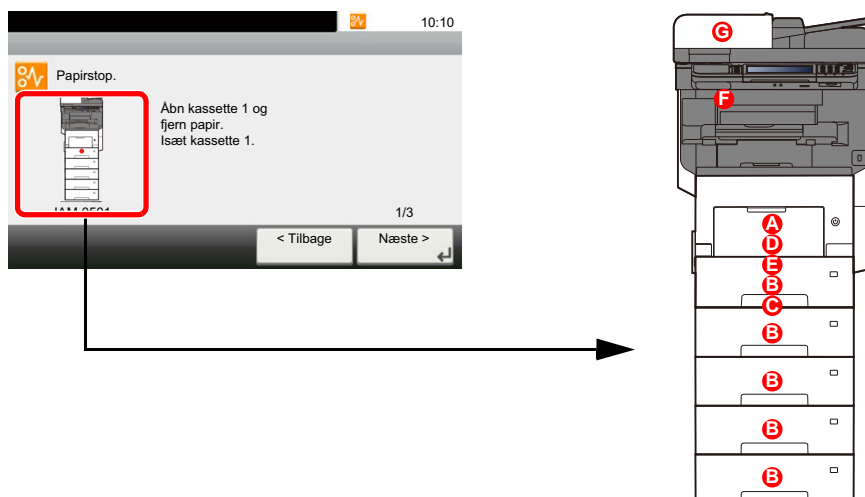 10:10
Papirstop.
Åbn kassette 1 og
fjern papir.
Isæt kassette 1.
1/3
< Tilbage
Næste >
G
F
A
D
E
B
C
B
B
B
B